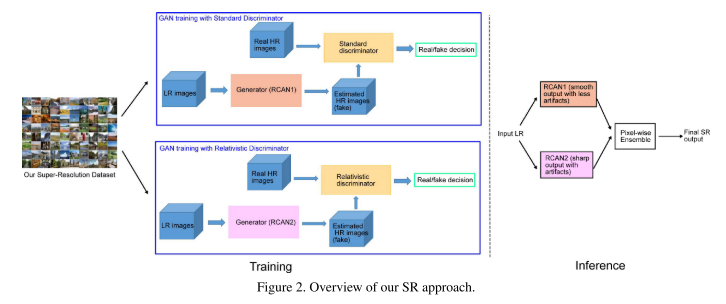 GAN training with Standard Discriminator
Real HR
images
Standard
discriminator
Real/fake decision
LR images
Generator (RCAN1)
Estimated
HR images
(fake)
Our Super-Resolution Dataset
GAN training with Relativistic Discriminator
Real HR
images
Relativistic
discriminator
Real/fake decision
LR images
Generator (RCAN2)
Estimated
HR images
(fake)
Training
Input LR
RCAN1 (smooth
output with less
artifacts)
RCAN2 (sharp
output with
artifacts)
Pixel-wise
Ensemble
Final SR
output
Inference
Figure 2. Overview of our SR approach.